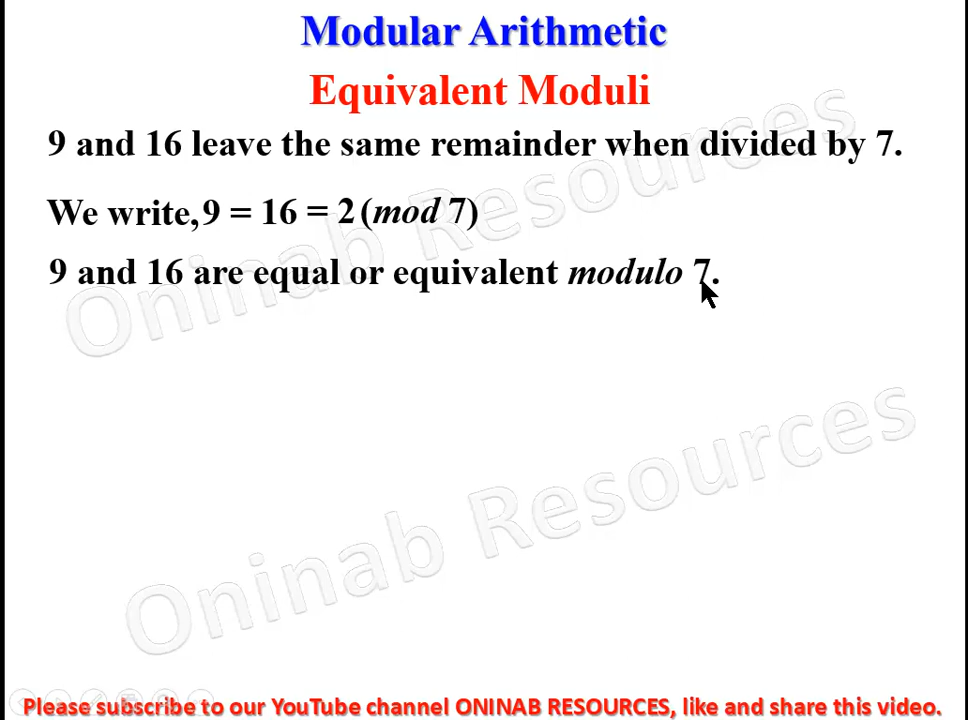 Modular Arithmetic
Equivalent Moduli
9 and 16 leave the same remainder when divided by 7.
We write, 9 = 16 = 2 (mod 7)
9 and 16 are equal or equivalent modulo 7.
Oninab Resources
Oninab Resources
Please subscribe to our YouTube channel ONINAB RESOURCES, like and share this video.